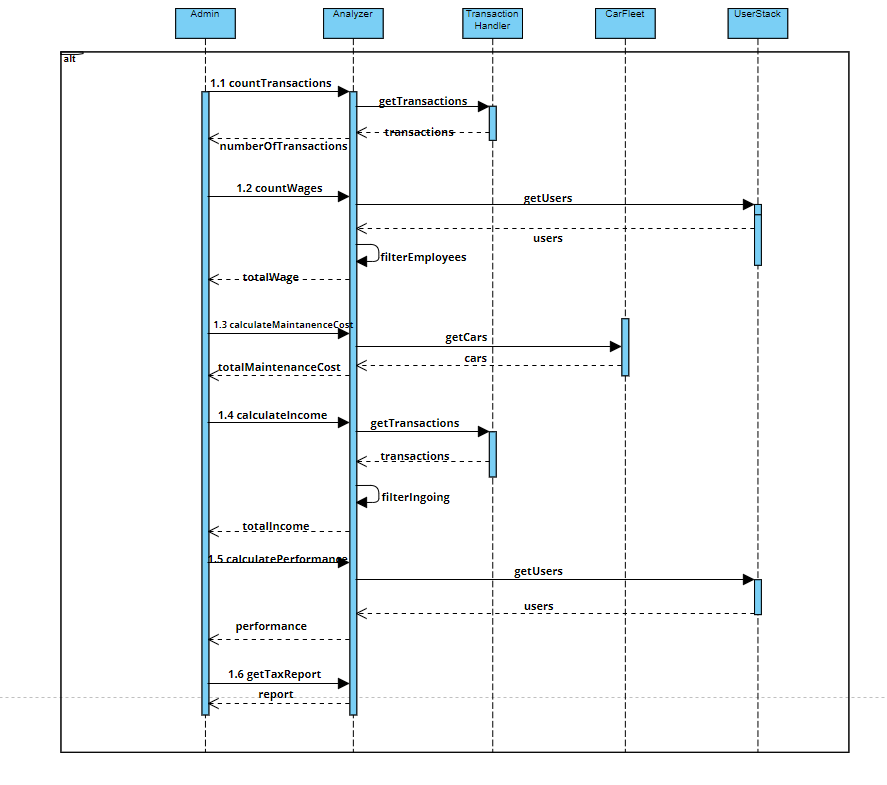 Admin
Analyzer
Transaction
Handler
CarFleet
UserStack
alt
1.1 countTransactions
getTransactions
transactions
numberOfTransactions
1.2 countWages
getUsers
users
filterEmployees
totalWage
1.3 calculateMaintanenceCost
getCars
cars
totalMaintenanceCost
1.4 calculateIncome
getTransactions
transactions
filterIngoing
totalIncome
1.5 calculatePerformance
getUsers
users
performance
1.6 getTaxReport
report